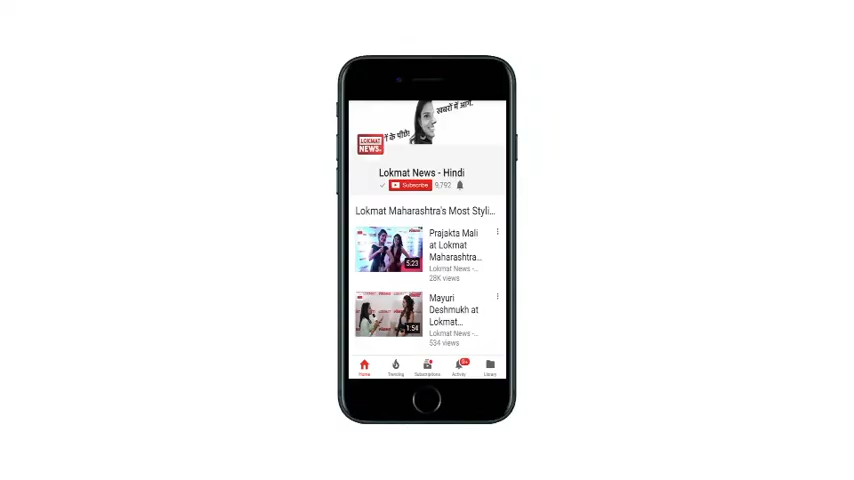 खबरों में आगे,
के पीछे!
LOKMAT
NEWS
Lokmat News - Hindi
Subscribe 9,792
Lokmat Maharashtra's Most Styli...
Prajakta Mali
at Lokmat
Maharashtra...
Lokmat News -...
28K views
5:23
Mayuri
Deshmukh at
Lokmat...
Lokmat News -...
534 views
1:54
Home Trending Subscriptions Activity Library
9+